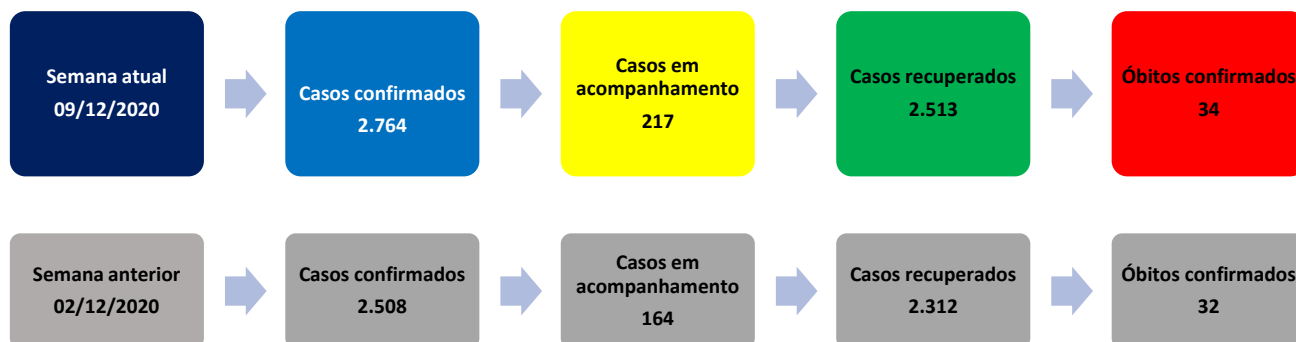 Semana atual
09/12/2020
Casos confirmados
2.764
Casos em
acompanhamento
217
Casos recuperados
2.513
Óbitos confirmados
34
Semana anterior
02/12/2020
Casos confirmados
2.508
Casos em
acompanhamento
164
Casos recuperados
2.312
Óbitos confirmados
32